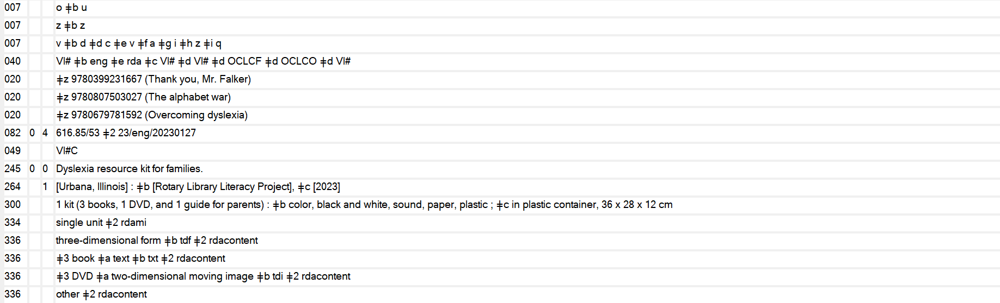 007 o ǂb u
007 z ǂb z
007 v ǂb d ǂd c ǂe v ǂf a ǂg i ǂh z ǂi q
040 VI# ǂb eng ǂe rda ǂc VI# ǂd VI# ǂd OCLCF ǂd OCLCO ǂd VI#
020 ǂz 9780399231667 (Thank you, Mr. Falker)
020 ǂz 9780807503027 (The alphabet war)
020 ǂz 9780679781592 (Overcoming dyslexia)
082 0 4 616.85/53 ǂ2 23/eng/20230127
049 VI#C
245 0 0 Dyslexia resource kit for families.
264 1 [Urbana, Illinois] : ǂb [Rotary Library Literacy Project], ǂc [2023]
300 1 kit (3 books, 1 DVD, and 1 guide for parents) : ǂb color, black and white, sound, paper, plastic ; ǂc in plastic container, 36 x 28 x 12 cm
334 single unit ǂ2 rdami
336 three-dimensional form ǂb tdf ǂ2 rdacontent
336 ǂ3 book ǂa text ǂb txt ǂ2 rdacontent
336 ǂ3 DVD ǂa two-dimensional moving image ǂb tdi ǂ2 rdacontent
336 other ǂ2 rdacontent